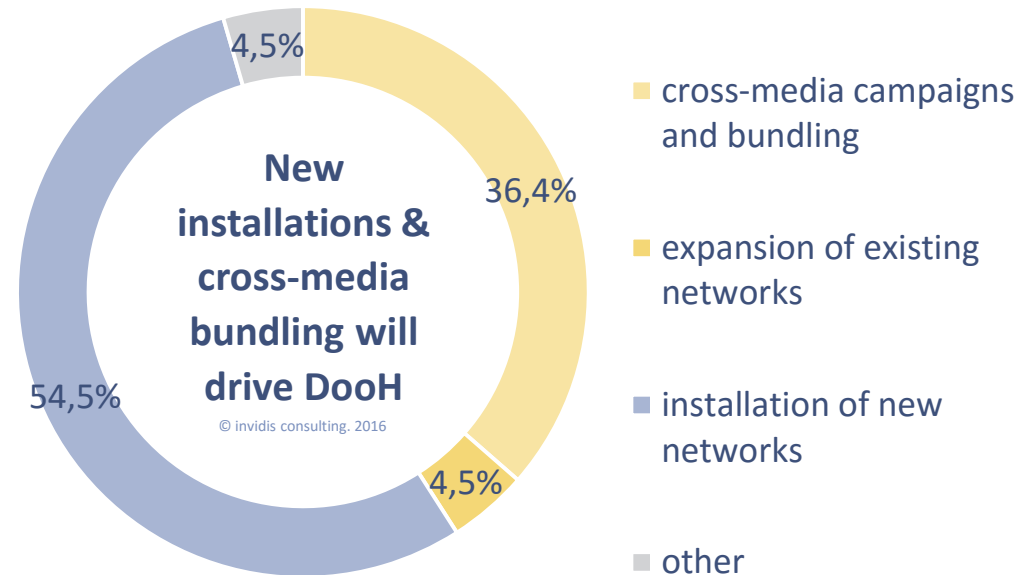 4,5%
36,4%
54,5%
4,5%
New
installations &
cross-media
bundling will
drive DooH
© invidis consulting. 2016
cross-media campaigns
and bundling
expansion of existing
networks
installation of new
networks
other